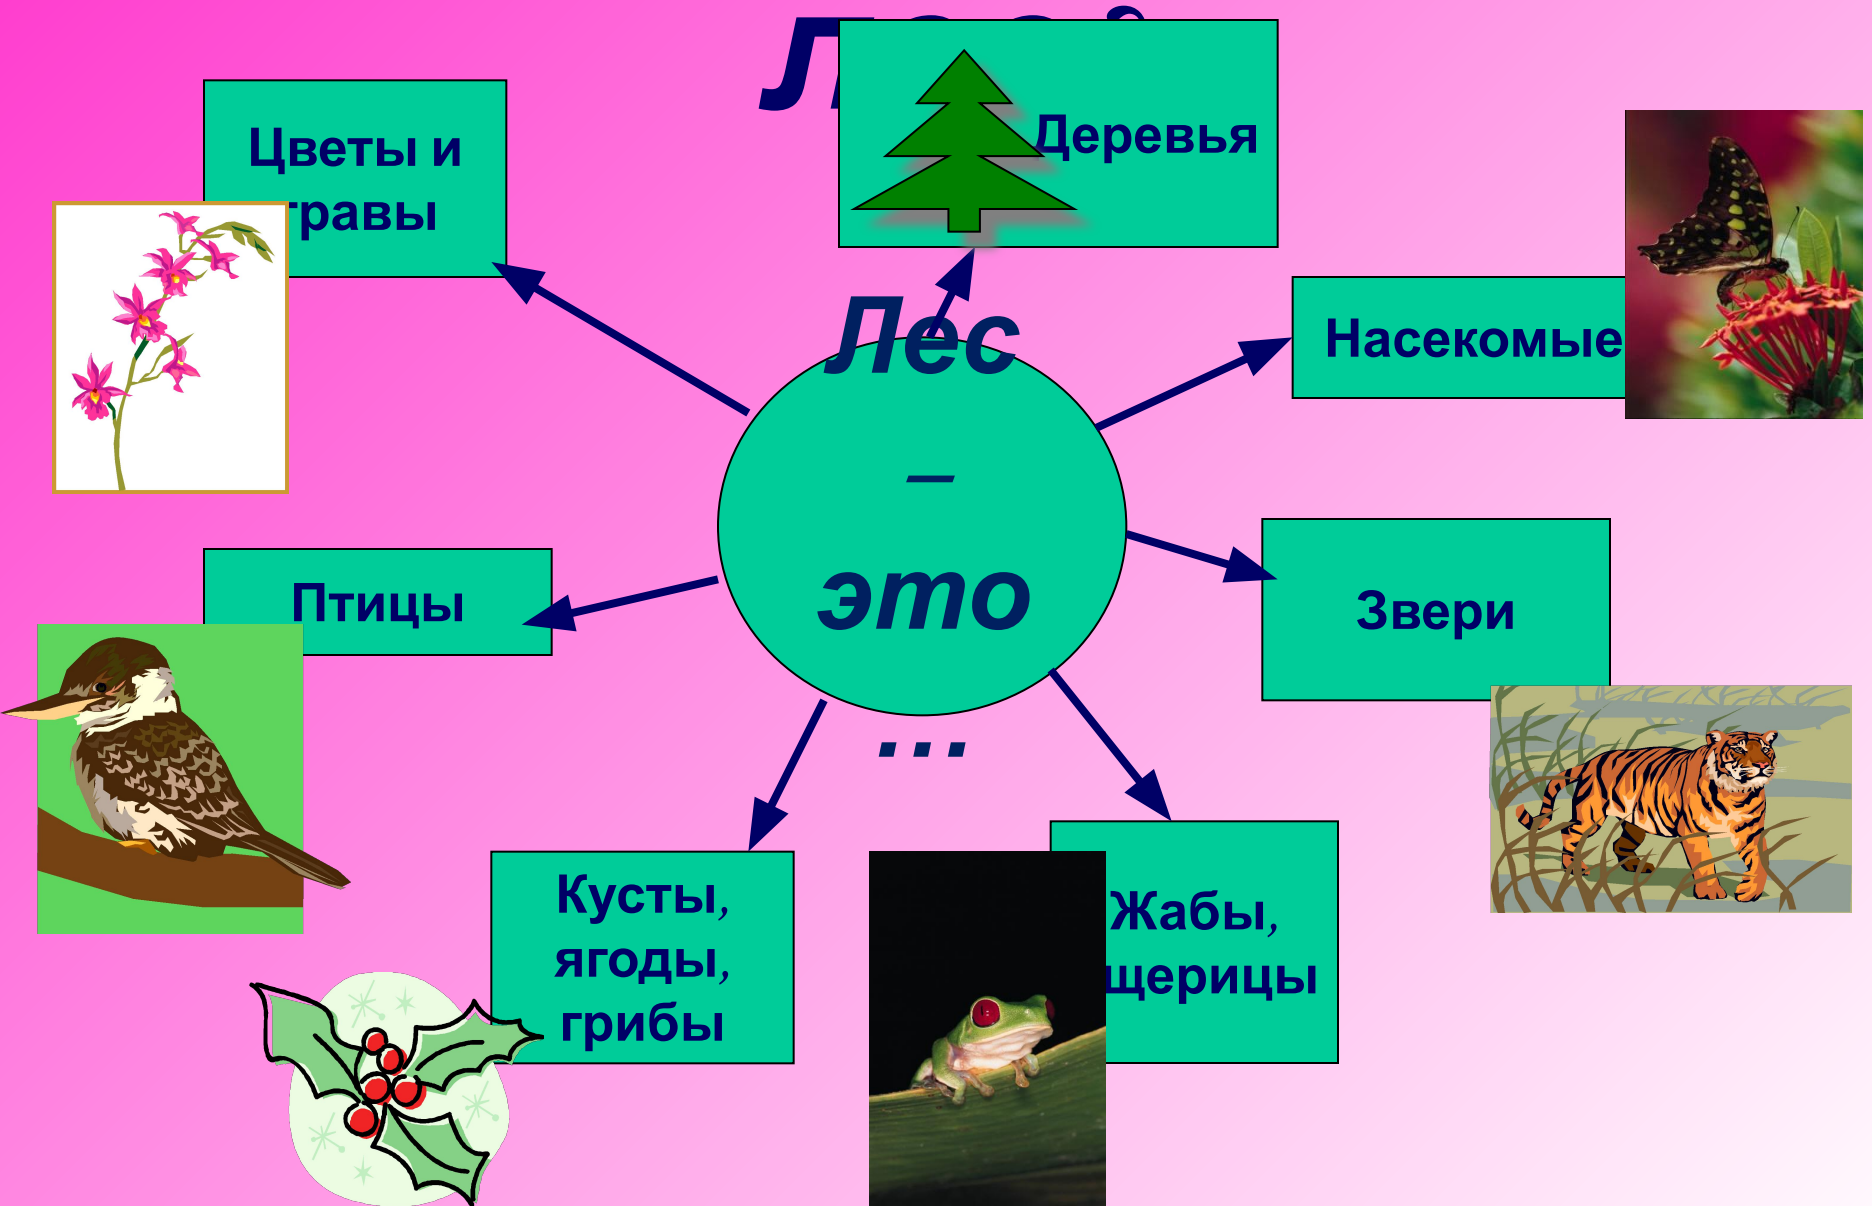 Деревья
Цветы и
травы
Лес
–
это
...
Насекомые
Птицы
Звери
Кусты,
ягоды,
грибы
Жабы,